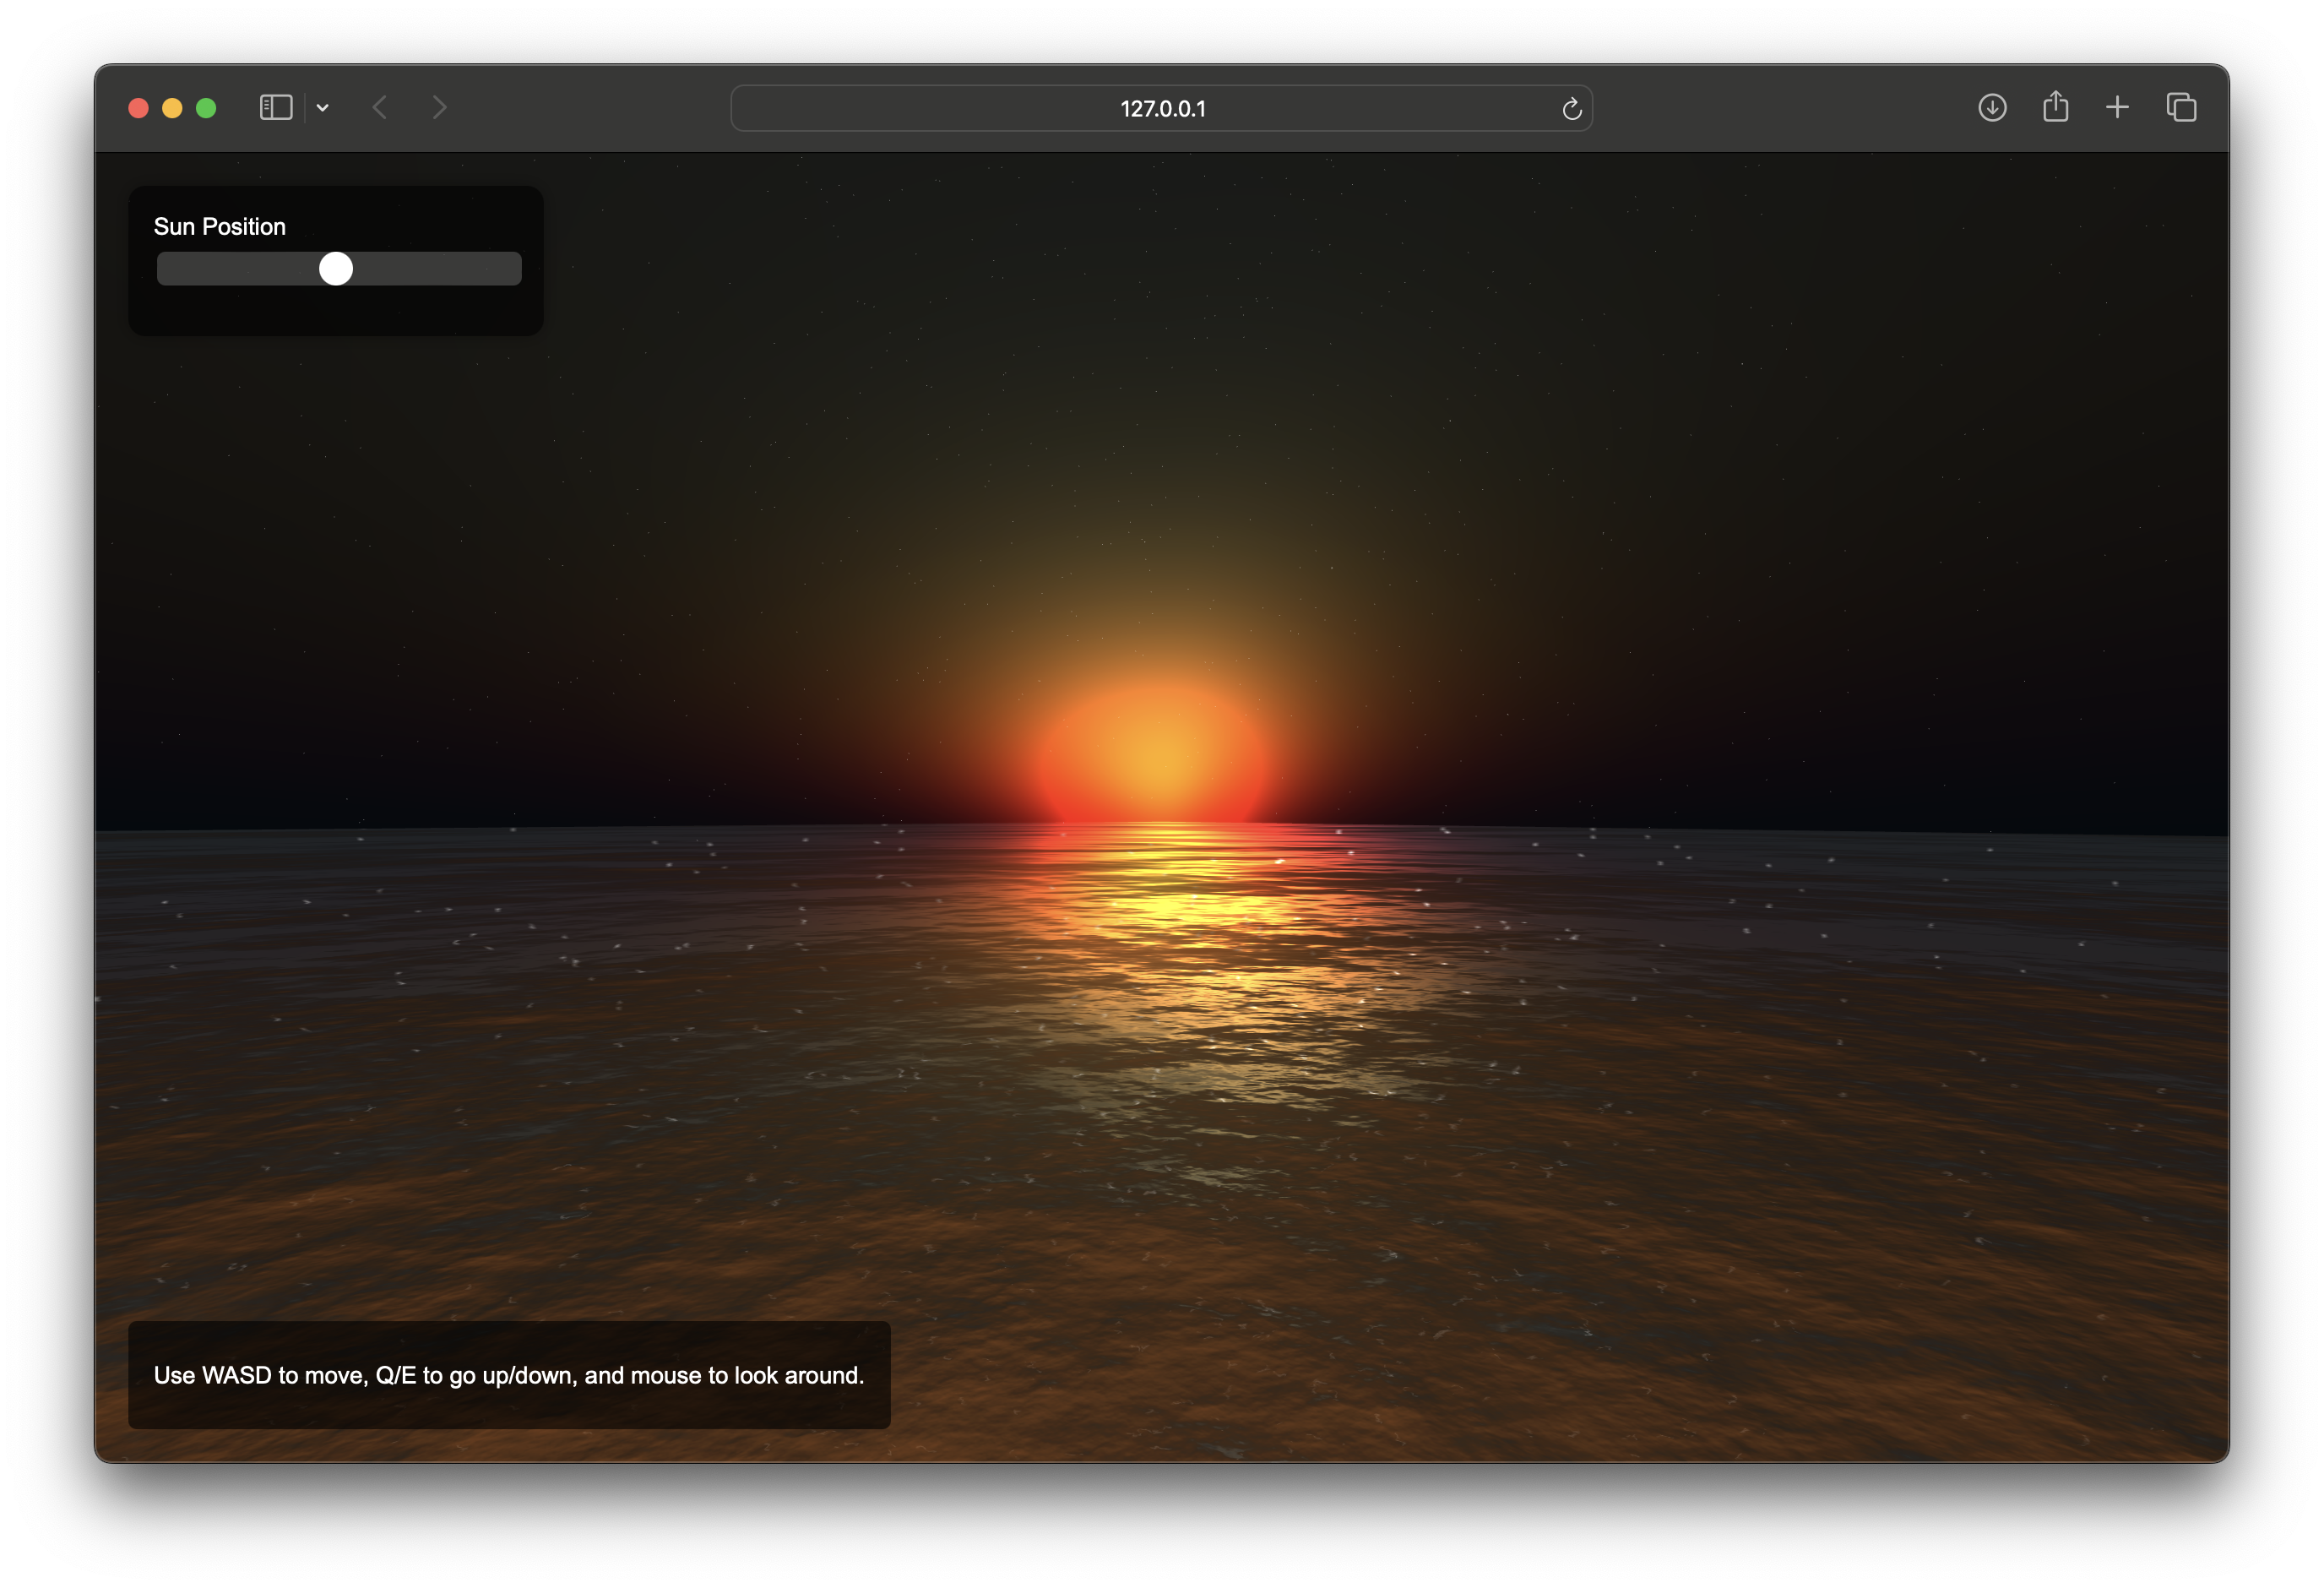 127.0.0.1
Sun Position
Use WASD to move, Q/E to go up/down, and mouse to look around.